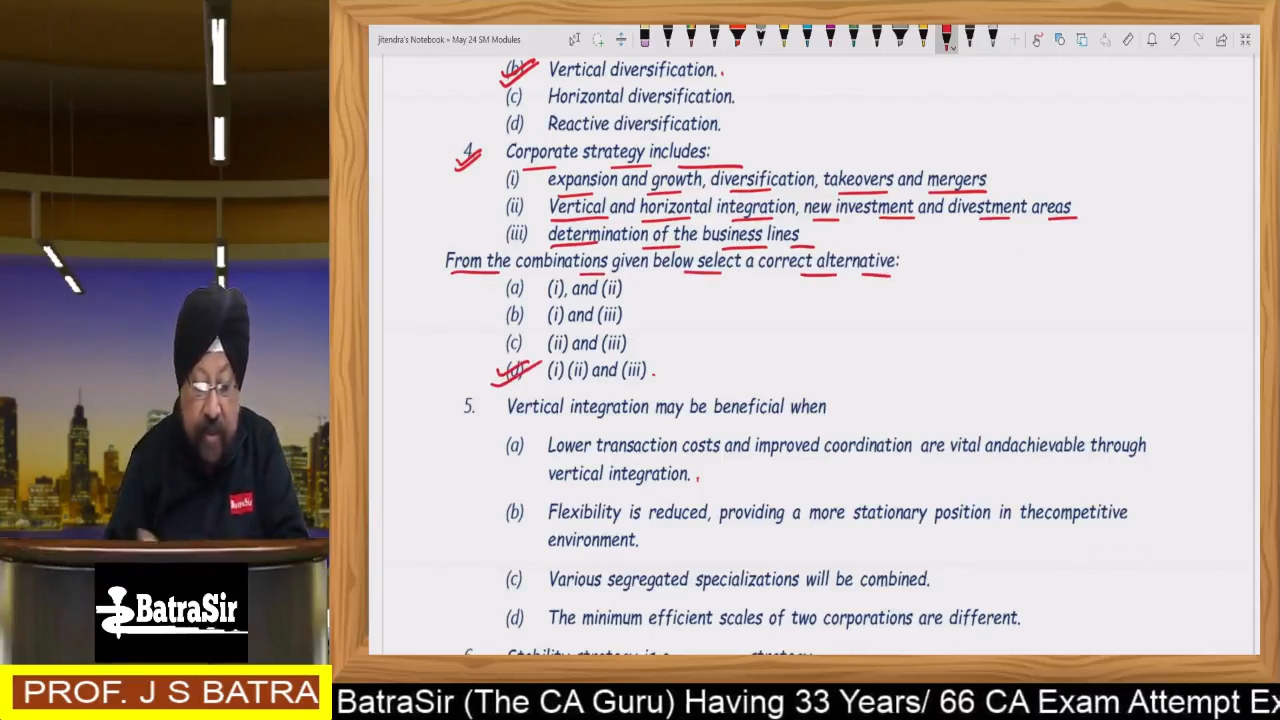 jitendra's Notebook » May 24 SM Modules
(b) Vertical diversification.
(c) Horizontal diversification.
(d) Reactive diversification.
4. Corporate strategy includes:
(i) expansion and growth, diversification, takeovers and mergers
(ii) Vertical and horizontal integration, new investment and divestment areas
(iii) determination of the business lines
From the combinations given below select a correct alternative:
(a) (i), and (ii)
(b) (i) and (iii)
(c) (ii) and (iii)
(d) (i) (ii) and (iii)
5. Vertical integration may be beneficial when
(a) Lower transaction costs and improved coordination are vital andachievable through
vertical integration.
(b) Flexibility is reduced, providing a more stationary position in thecompetitive
environment.
(c) Various segregated specializations will be combined.
(d) The minimum efficient scales of two corporations are different.
BatraSir
BatraSir
PROF. J S BATRA
BatraSir (The CA Guru) Having 33 Years/ 66 CA Exam Attempt Ex